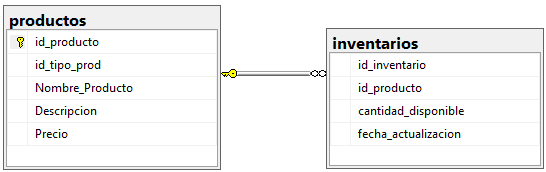 productos
id_producto
id_tipo_prod
Nombre_Producto
Descripcion
Precio
inventarios
id_inventario
id_producto
cantidad_disponible
fecha_actualizacion